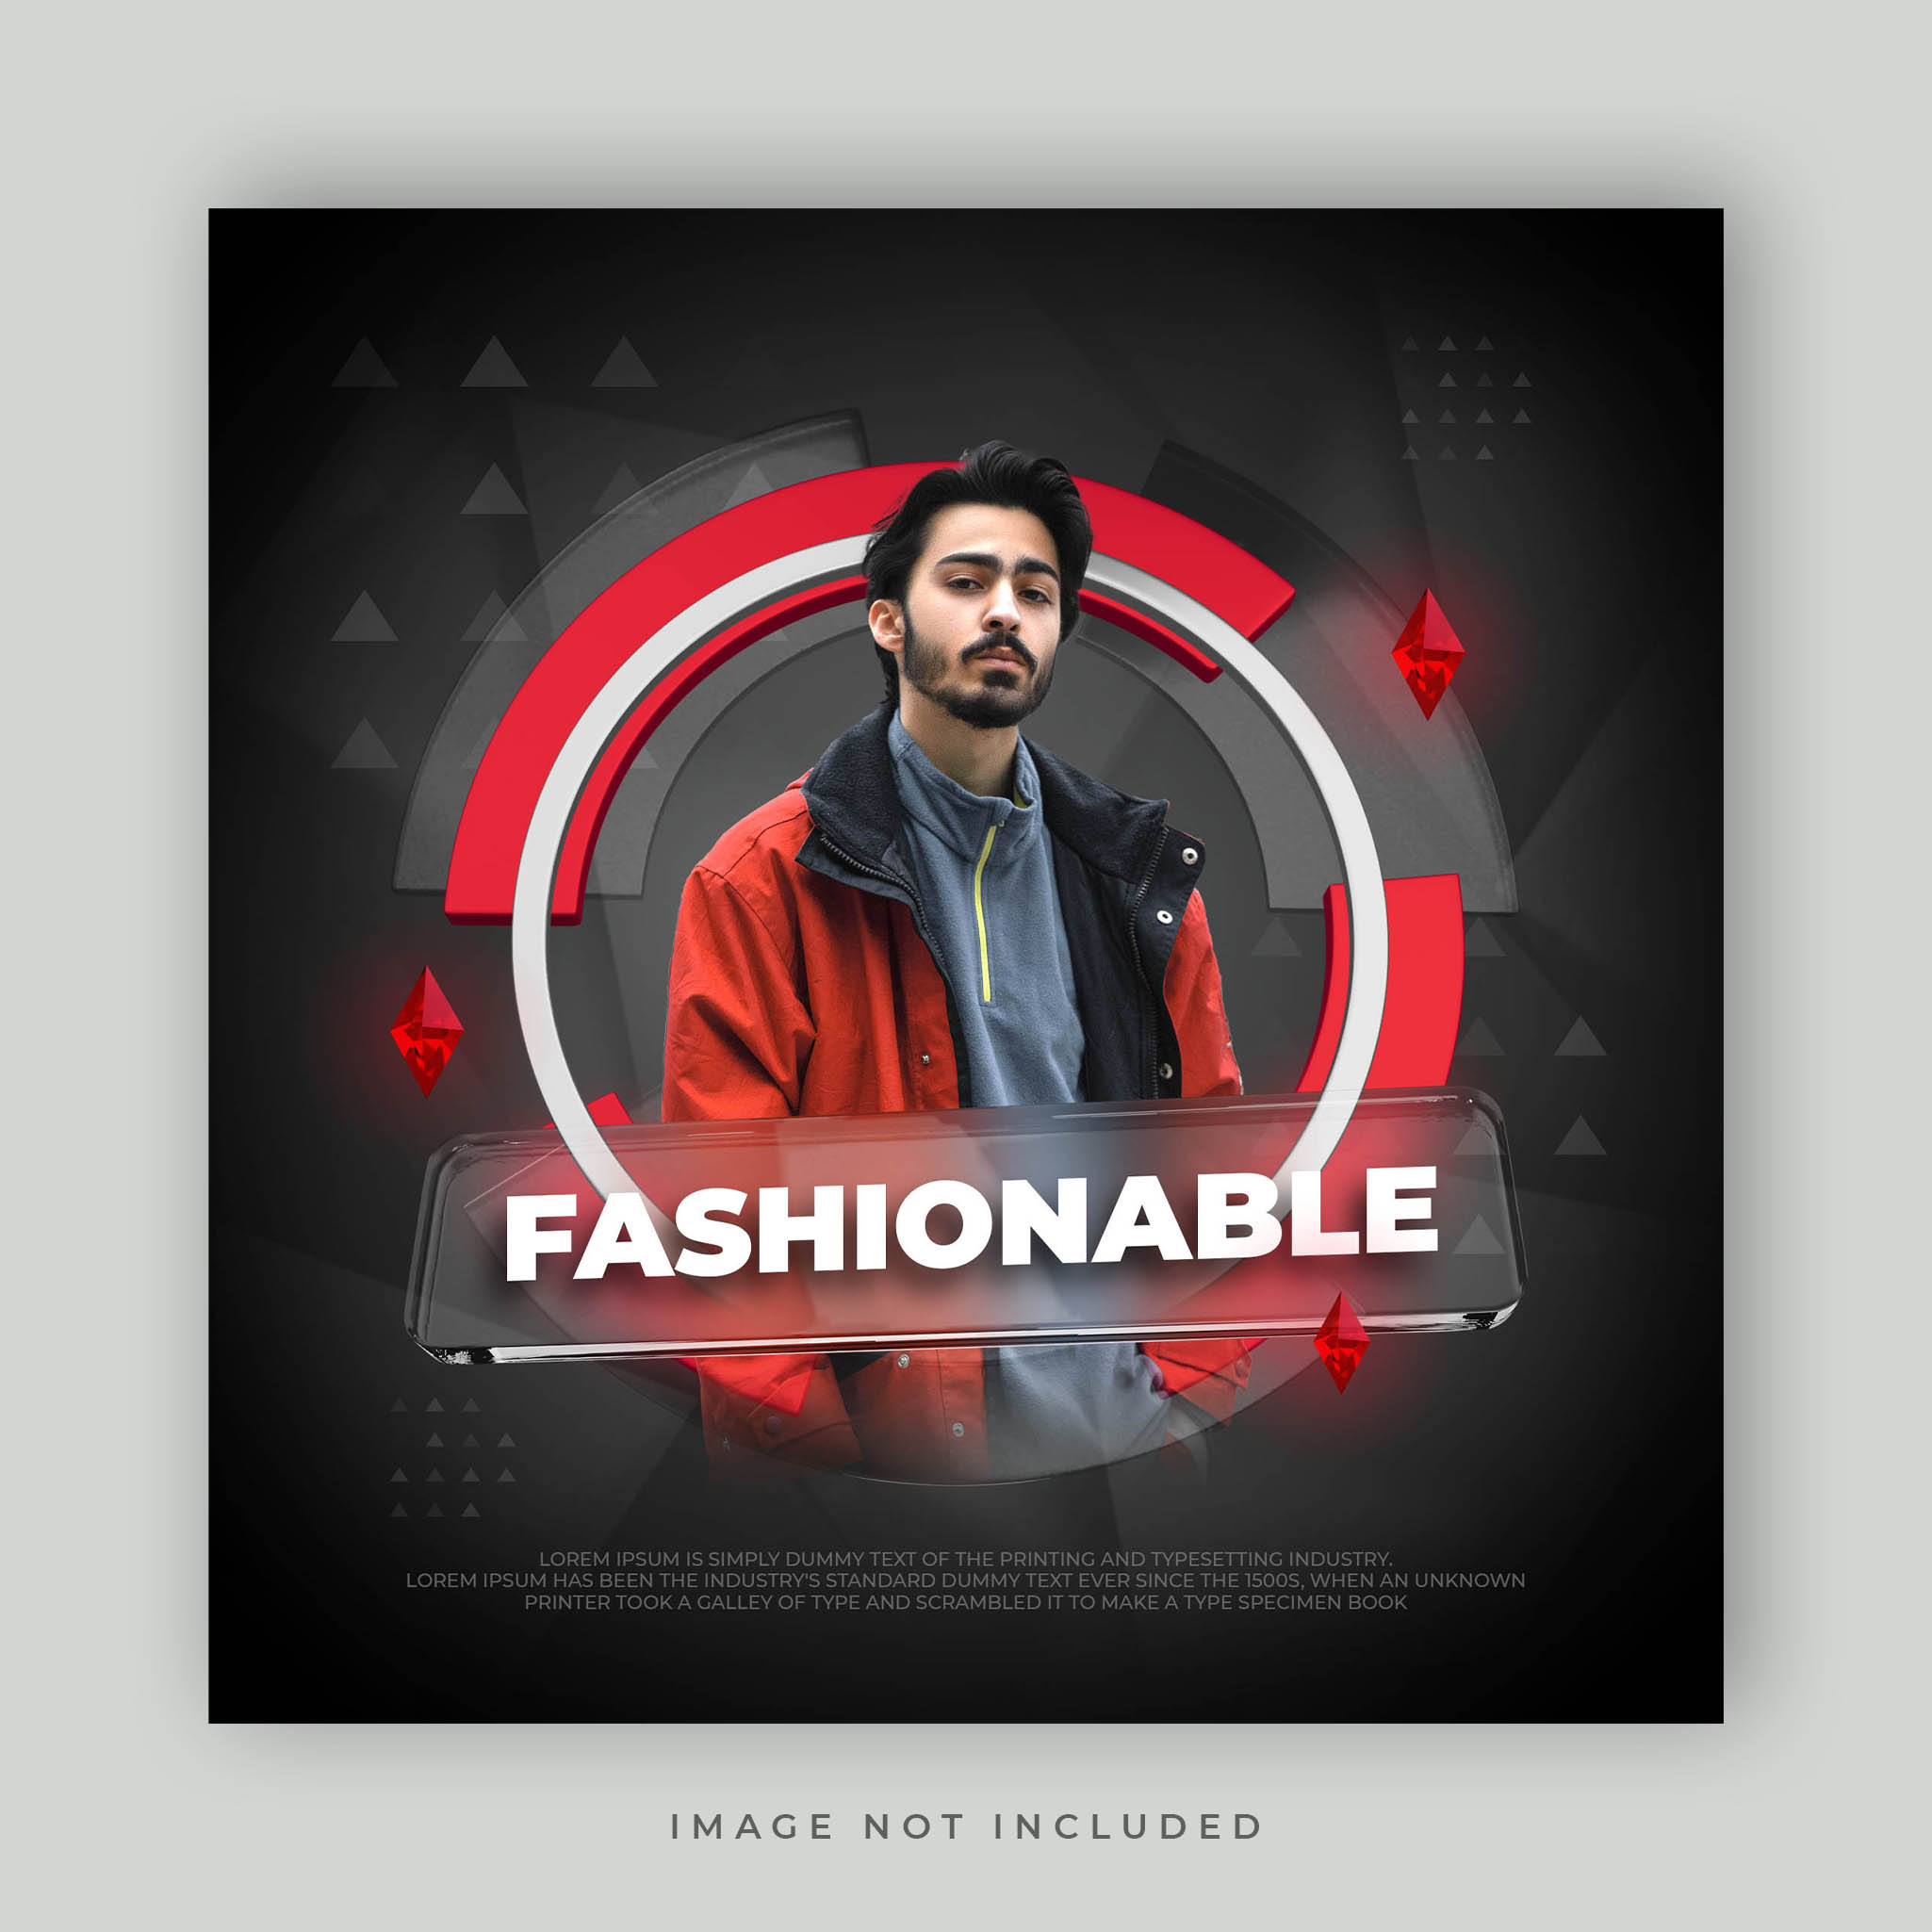 FASHIONABLE
LOREM IPSUM IS SIMPLY DUMMY TEXT OF THE PRINTING AND TYPESETTING INDUSTRY.
LOREM IPSUM HAS BEEN THE INDUSTRY'S STANDARD DUMMY TEXT EVER SINCE THE 1500S, WHEN AN UNKNOWN
PRINTER TOOK A GALLEY OF TYPE AND SCRAMBLED IT TO MAKE A TYPE SPECIMEN BOOK
IMAGE NOT INCLUDED